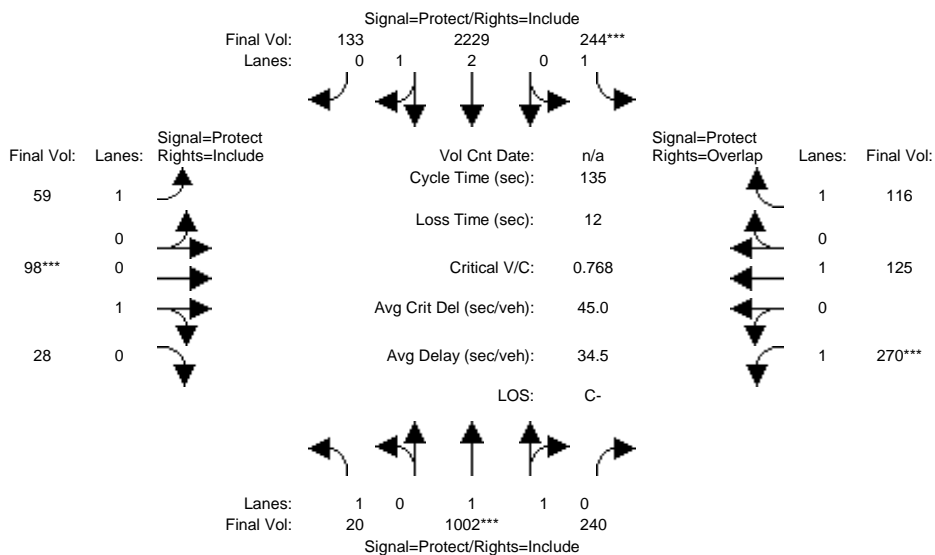 Signal=Protect/Rights=Include
Final Vol: 133 2229 244***
Lanes: 0 1 2 0 1
Signal=Protect Signal=Protect
Final Vol: Lanes: Rights=Include Vol Cnt Date: n/a Rights=Overlap Lanes: Final Vol:
Cycle Time (sec): 135
59 1 1 116
Loss Time (sec): 12
0 0
98*** 0 Critical V/C: 0.768 1 125
1 Avg Crit Del (sec/veh): 45.0 0
28 0 Avg Delay (sec/veh): 34.5 1 270***
LOS: C-
Lanes: 1 0 1 1 0
Final Vol: 20 1002*** 240
Signal=Protect/Rights=Include